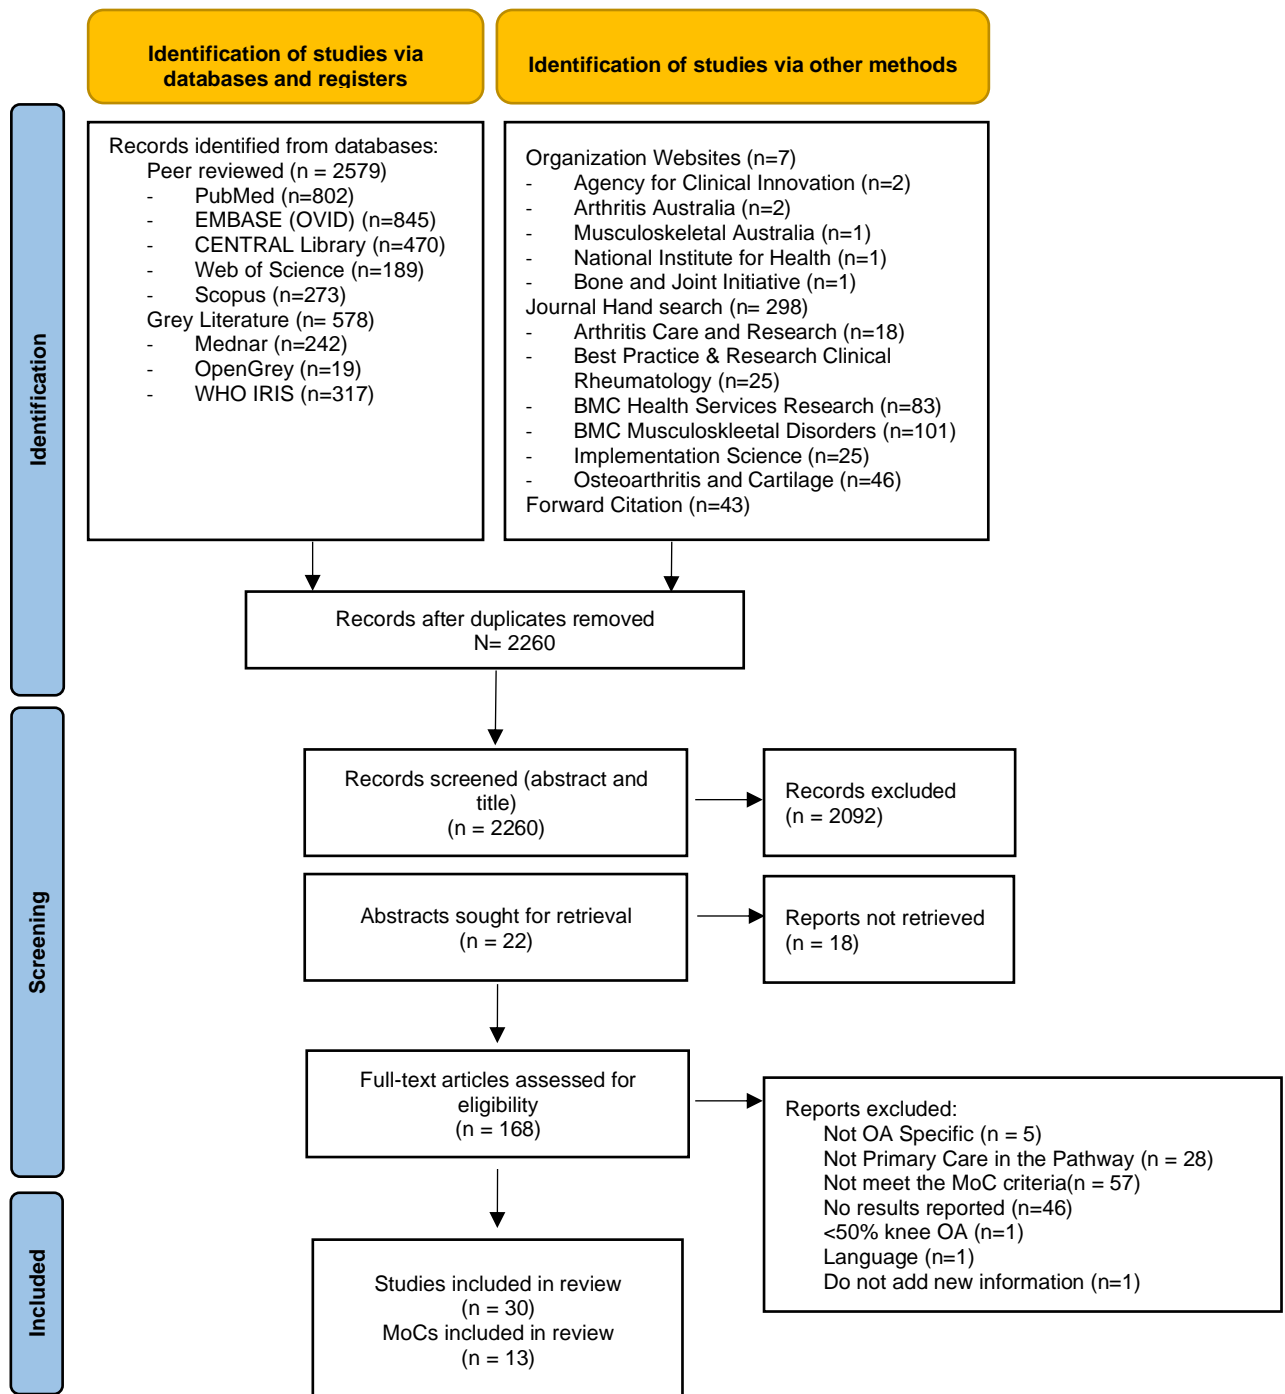 Identification of studies via
databases and registers
Identification of studies via other methods
Identification
Records identified from databases:
Peer reviewed (n = 2579)
- PubMed (n=802)
- EMBASE (OVID) (n=845)
- CENTRAL Library (n=470)
- Web of Science (n=189)
- Scopus (n=273)
Grey Literature (n= 578)
- Mednar (n=242)
- OpenGrey (n=19)
- WHO IRIS (n=317)
Organization Websites (n=7)
- Agency for Clinical Innovation (n=2)
- Arthritis Australia (n=2)
- Musculoskeletal Australia (n=1)
- National Institute for Health (n=1)
- Bone and Joint Initiative (n=1)
Journal Hand search (n= 298)
- Arthritis Care and Research (n=18)
- Best Practice & Research Clinical
Rheumatology (n=25)
- BMC Health Services Research (n=83)
- BMC Muscloskleetal Disorders (n=101)
- Implementation Science (n=25)
- Osteoarthritis and Cartilage (n=46)
Forward Citation (n=43)
Records after duplicates removed
N= 2260
Screening
Records screened (abstract and
title)
(n = 2260)
Records excluded
(n = 2092)
Abstracts sought for retrieval
(n = 22)
Reports not retrieved
(n = 18)
Full-text articles assessed for
eligibility
(n = 168)
Reports excluded:
Not OA Specific (n = 5)
Not Primary Care in the Pathway (n = 28)
Not meet the MoC criteria(n = 57)
No results reported (n=46)
<50% knee OA (n=1)
Language (n=1)
Do not add new information (n=1)
Included
Studies included in review
(n = 30)
MoCs included in review
(n = 13)